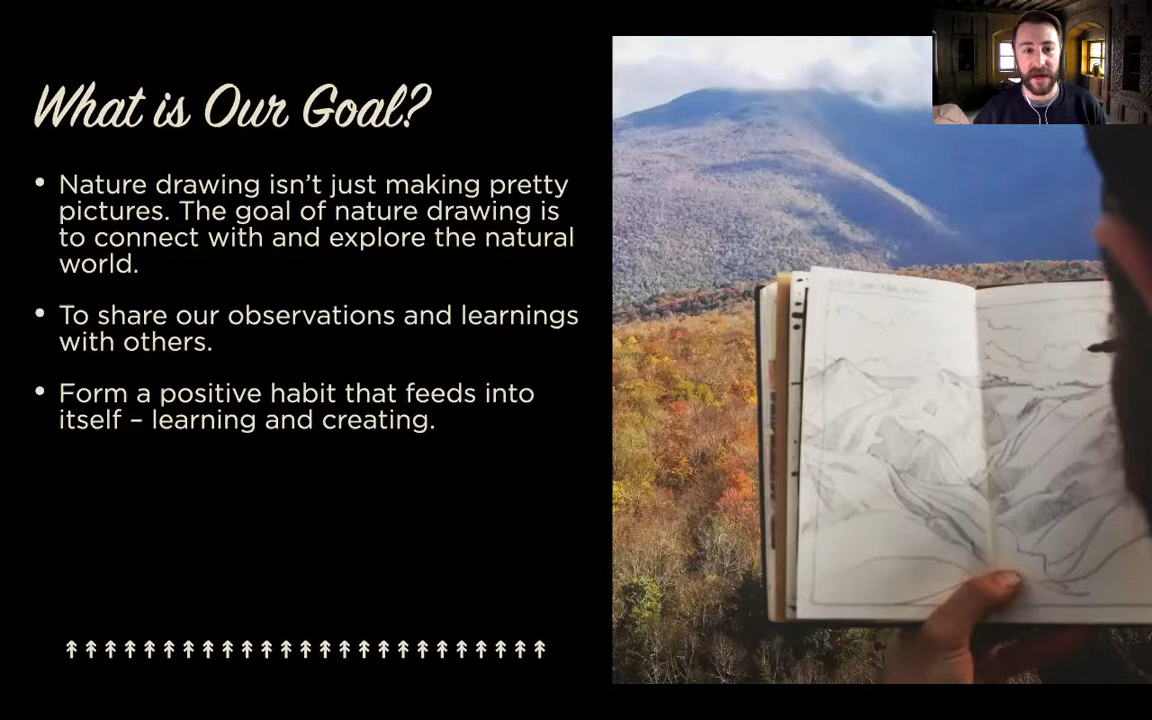 What is Our Goal?
• Nature drawing isn’t just making pretty
pictures. The goal of nature drawing is
to connect with and explore the natural
world.
• To share our observations and learnings
with others.
• Form a positive habit that feeds into
itself – learning and creating.